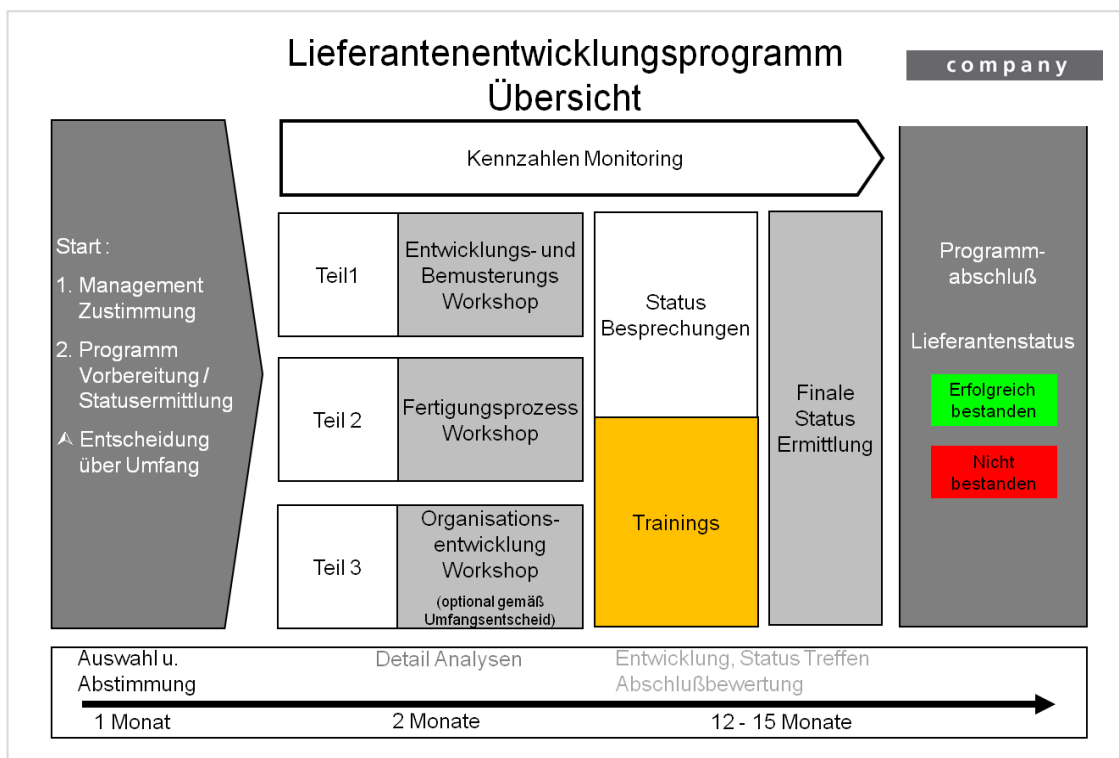 Lieferantenentwicklungsprogramm
Übersicht
company
Kennzahlen Monitoring
Start :
1. Management
Zustimmung
2. Programm
Vorbereitung /
Statusermittlung
Entscheidung
über Umfang
Teil1
Entwicklungs- und
Bemusterungs
Workshop
Teil 2
Fertigungsprozess
Workshop
Teil 3
Organisations-
entwicklung
Workshop
(optional gemäß
Umfangsentscheid)
Status
Besprechungen
Trainings
Finale
Status
Ermittlung
Programm-
abschluß
Lieferantenstatus
Erfolgreich
bestanden
Nicht
bestanden
Auswahl u.
Abstimmung
Detail Analysen
Entwicklung, Status Treffen
Abschlußbewertung
1 Monat
2 Monate
12 - 15 Monate